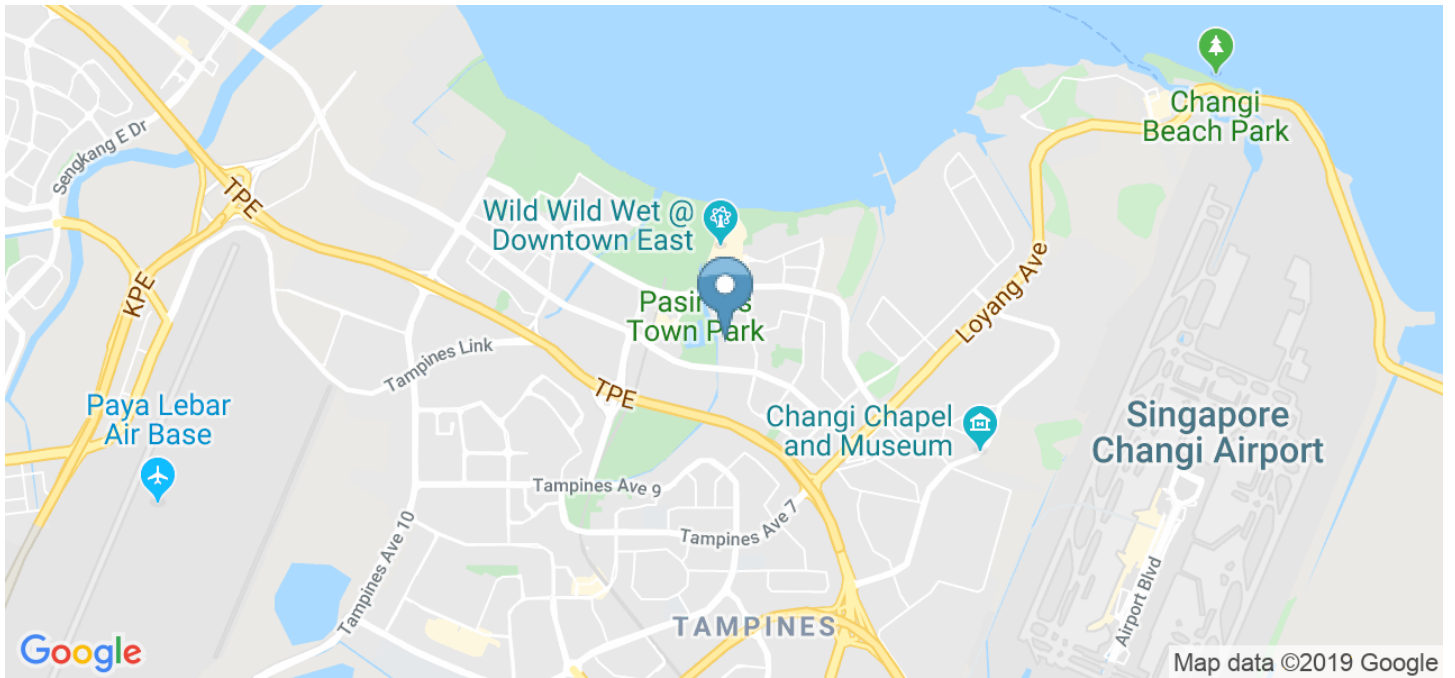 Changi
Beach Park
Sengkang E Dr
TPE
Wild Wild Wet @
Downtown East
KPE
Loyang Ave
Town Park
Tampines Link
TPE
Paya Lebar
Air Base
Changi Chapel
and Museum
Singapore
Changi Airport
Tampines Ave 9
Tampines Ave 7
Tampines Ave 10
Airport Blvd
TAMPINES
Google
Map data ©2019 Google